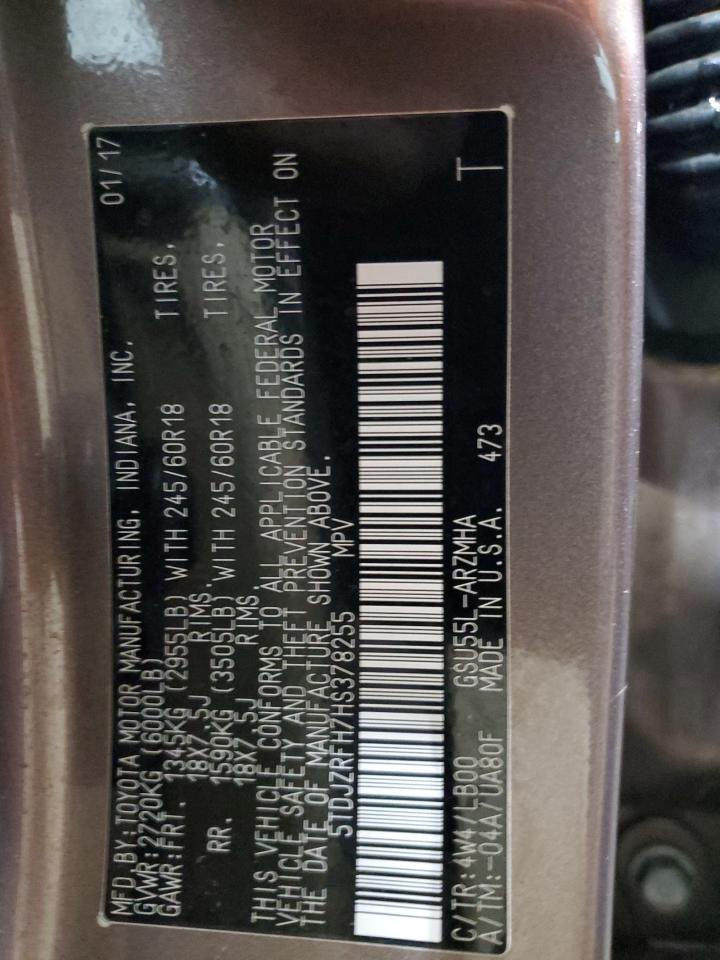 MFD.BY:TOYOTA MOTOR MANUFACTURING, INDIANA, INC. 01/17
GVWR:2720KG (6000LB)
GAWR:FRT. 1345KG (2955LB) WITH 245/60R18 TIRES,
18X7.5J RIMS,
RR. 1590KG (3505LB) WITH 245/60R18 TIRES,
18X7.5J RIMS.
THIS VEHICLE CONFORMS TO ALL APPLICABLE FEDERAL MOTOR
VEHICLE SAFETY AND THEFT PREVENTION STANDARDS IN EFFECT ON
THE DATE OF MANUFACTURE SHOWN ABOVE.
5TDJZRFH7HS378255 MPV
C/TR:4W4/LB00 GSU55L-ARZMHA T
A/TM:-04A/UA80F MADE IN U.S.A. 473